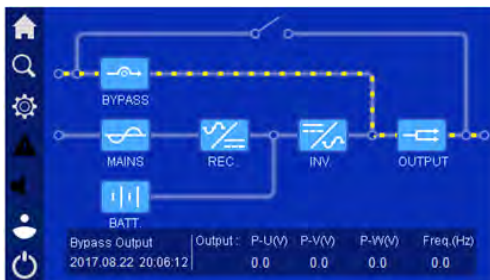 BYPASS
MAINS
REC.
INV.
OUTPUT
BATT.
Bypass Output
2017.08.22 20:06:12
Output : P-U(V) P-V(V) P-W(V) Freq.(Hz)
0.0 0.0 0.0 0.0